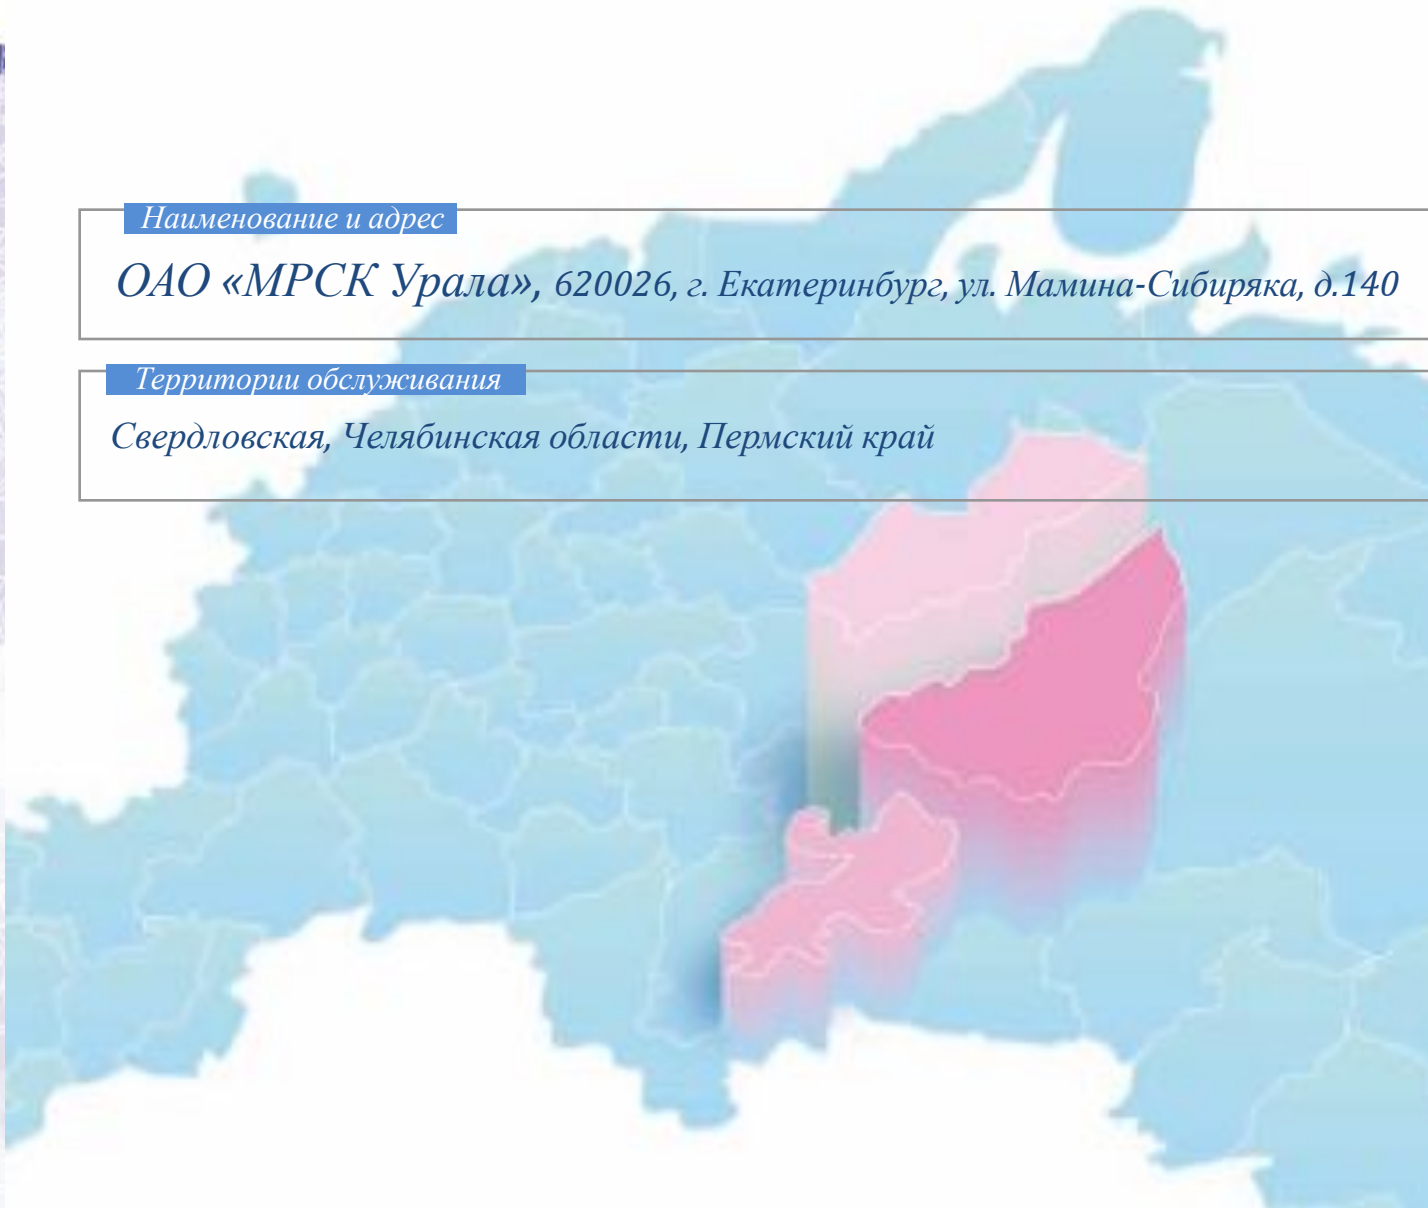 Наименование и адрес
ОАО «МРСК Урала», 620026, г. Екатеринбург, ул. Мамина-Сибиряка, д.140
Территории обслуживания
Свердловская, Челябинская области, Пермский край